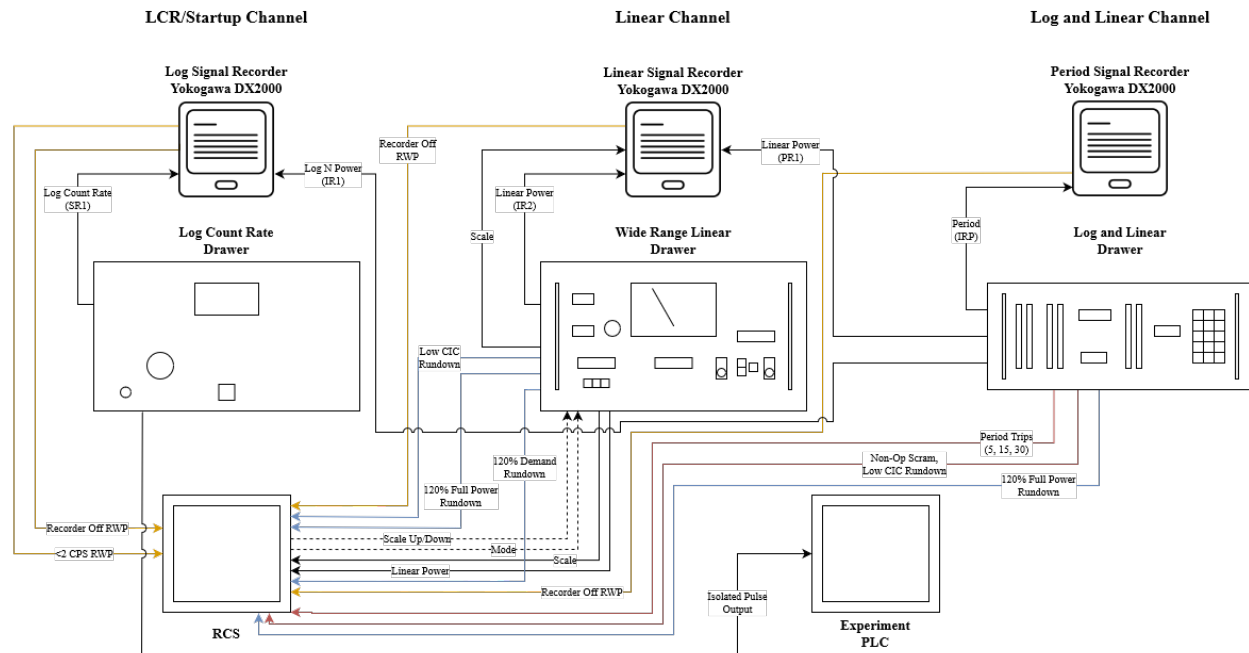 LCR/Startup Channel
Linear Channel
Log and Linear Channel
Log Signal Recorder
Yokogawa DX2000
Linear Signal Recorder
Yokogawa DX2000
Period Signal Recorder
Yokogawa DX2000
Recorder Off
RWP
Linear Power
(PR1)
Log N Power
(IR1)
Log Count Rate
(SR1)
Linear Power
(IR2)
Scale
Period
(IRP)
Log Count Rate
Drawer
Wide Range Linear
Drawer
Log and Linear
Drawer
Low CIC
Rundown
Period Trips
(5, 15, 30)
120% Demand
Rundown
Non-Op Scram,
Low CIC Rundown
120% Full Power
Rundown
120% Full Power
Rundown
Recorder Off RWP
Scale Up/Down
Mode
<2 CPS RWP
Scale
Linear Power
Recorder Off RWP
Isolated Pulse
Output
RCS
Experiment
PLC